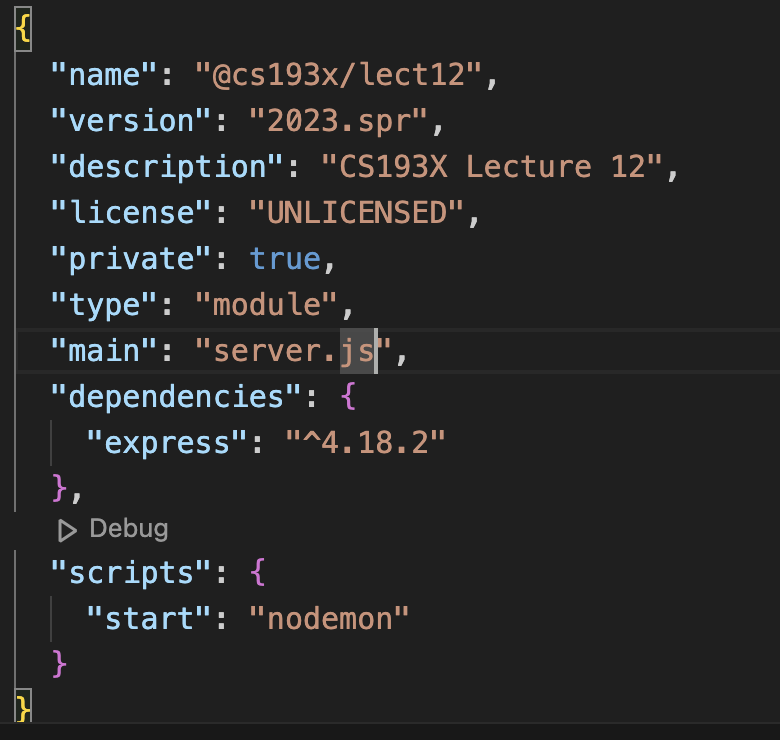 {
"name": "@cs193x/lect12",
"version": "2023.spr",
"description": "CS193X Lecture 12",
"license": "UNLICENSED",
"private": true,
"type": "module",
"main": "server.js",
"dependencies": {
"express": "^4.18.2"
},
Debug
"scripts": {
"start": "nodemon"
}
}